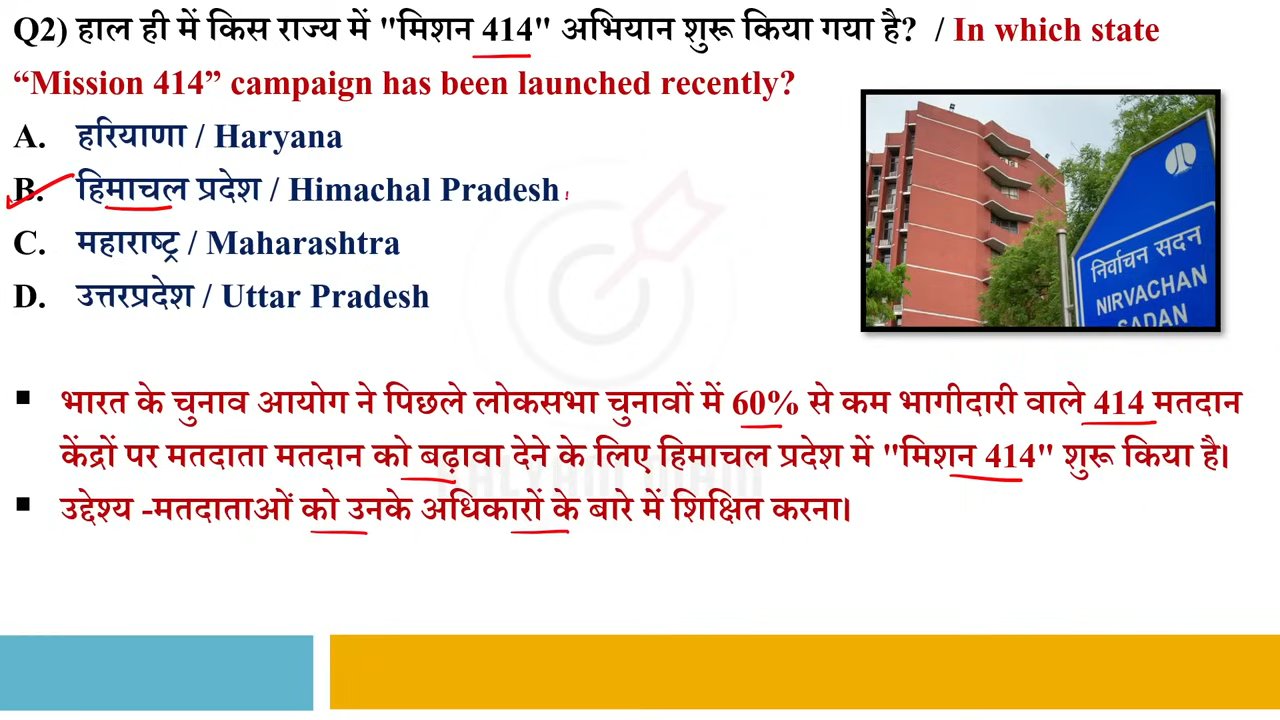 Q2) हाल ही में किस राज्य में "मिशन 414" अभियान शुरू किया गया है? / In which state
“Mission 414” campaign has been launched recently?
A. हरियाणा / Haryana
B. हिमाचल प्रदेश / Himachal Pradesh
C. महाराष्ट्र / Maharashtra
D. उत्तरप्रदेश / Uttar Pradesh
निर्वाचन सदन
NIRVACHAN
SADAN
▪ भारत के चुनाव आयोग ने पिछले लोकसभा चुनावों में 60% से कम भागीदारी वाले 414 मतदान
केंद्रों पर मतदाता मतदान को बढ़ावा देने के लिए हिमाचल प्रदेश में "मिशन 414" शुरू किया है।
▪ उद्देश्य -मतदाताओं को उनके अधिकारों के बारे में शिक्षित करना।